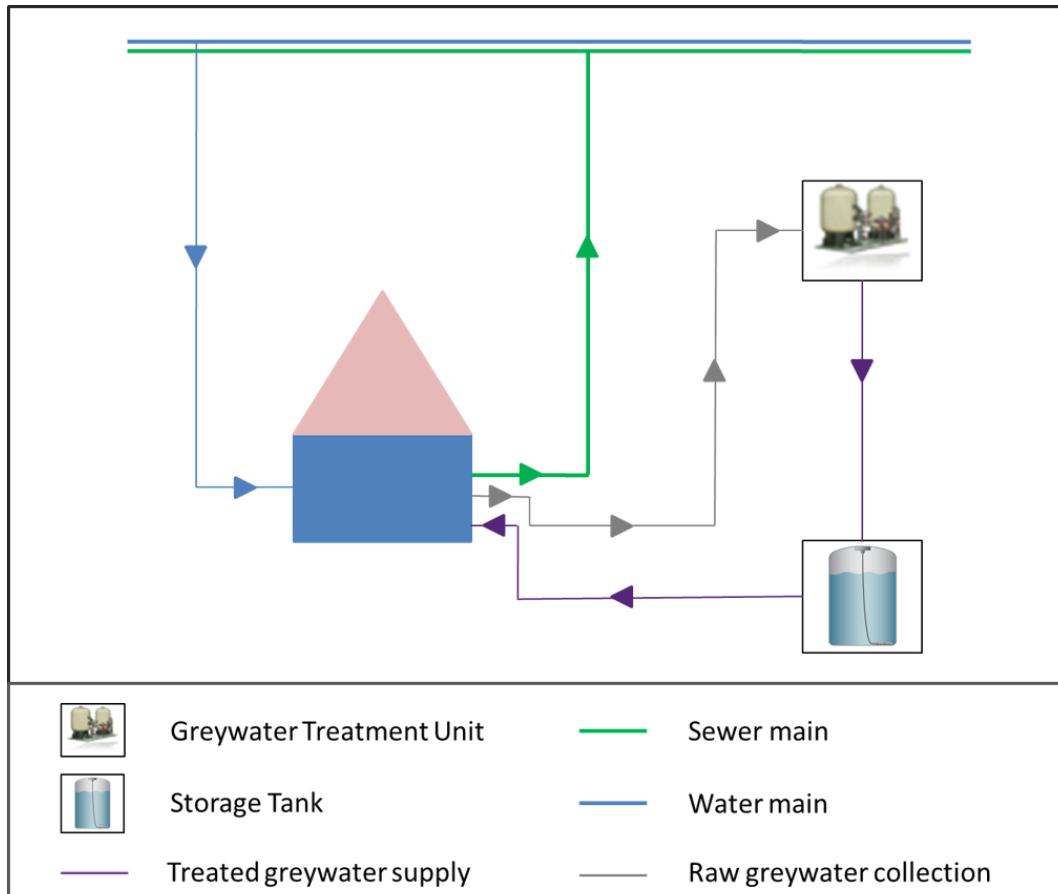 Greywater Treatment Unit
Sewer main
Storage Tank
Water main
Treated greywater supply
Raw greywater collection